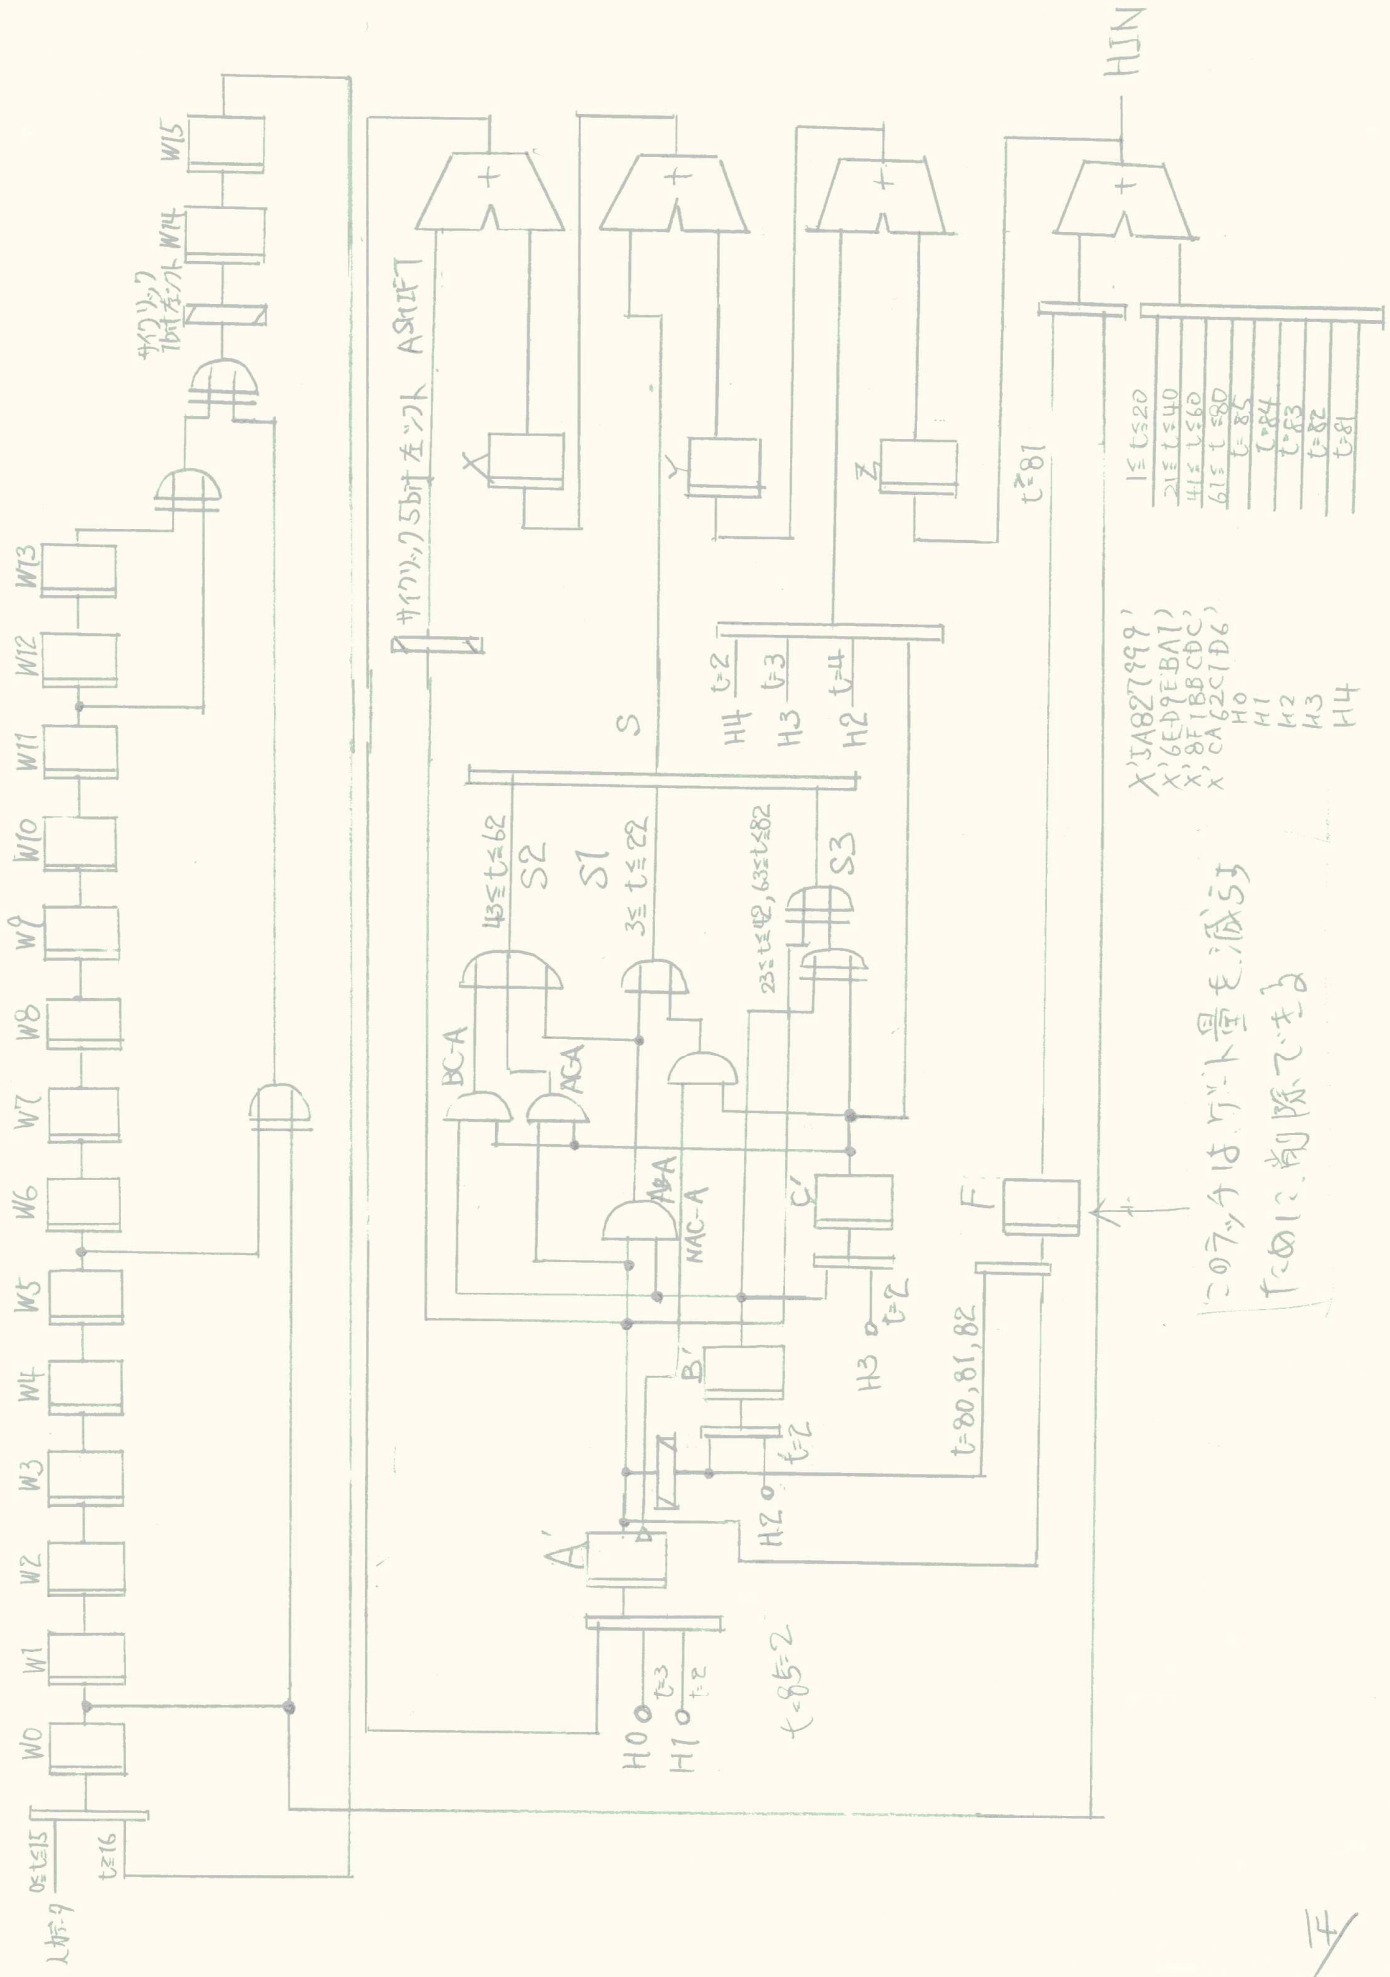 入力データ
0≤t≤15
t≥16
W0
W1
W2
W3
W4
W5
W6
W7
W8
W9
W10
W11
W12
W13
サイクリック
1bit左シフト
W14
W15
サイクリック5bit左シフト ASHIFT
H0
t=3
H1
t=2
t<85=2
A'
H2
t=2
B'
H3
t=2
C'
BC-A
AC-A
AB-A
NAC-A
43≤t≤62
S2
S1
3≤t≤22
23≤t≤42, 63≤t≤82
S3
S
H4 t=2
H3 t=3
H2 t=4
X
Y
Z
+
+
+
+
HIN
t=80,81,82
F
t≥81
このラッチはゲート量を減らす
ために削除できる
X'5A827999' 1≤t≤20
X'6ED9EBA1' 21≤t≤40
X'8F1BBCDC' 41≤t≤60
X'CA62C1D6' 61≤t≤80
H0 t=85
H1 t=84
H2 t=83
H3 t=82
H4 t=81
14